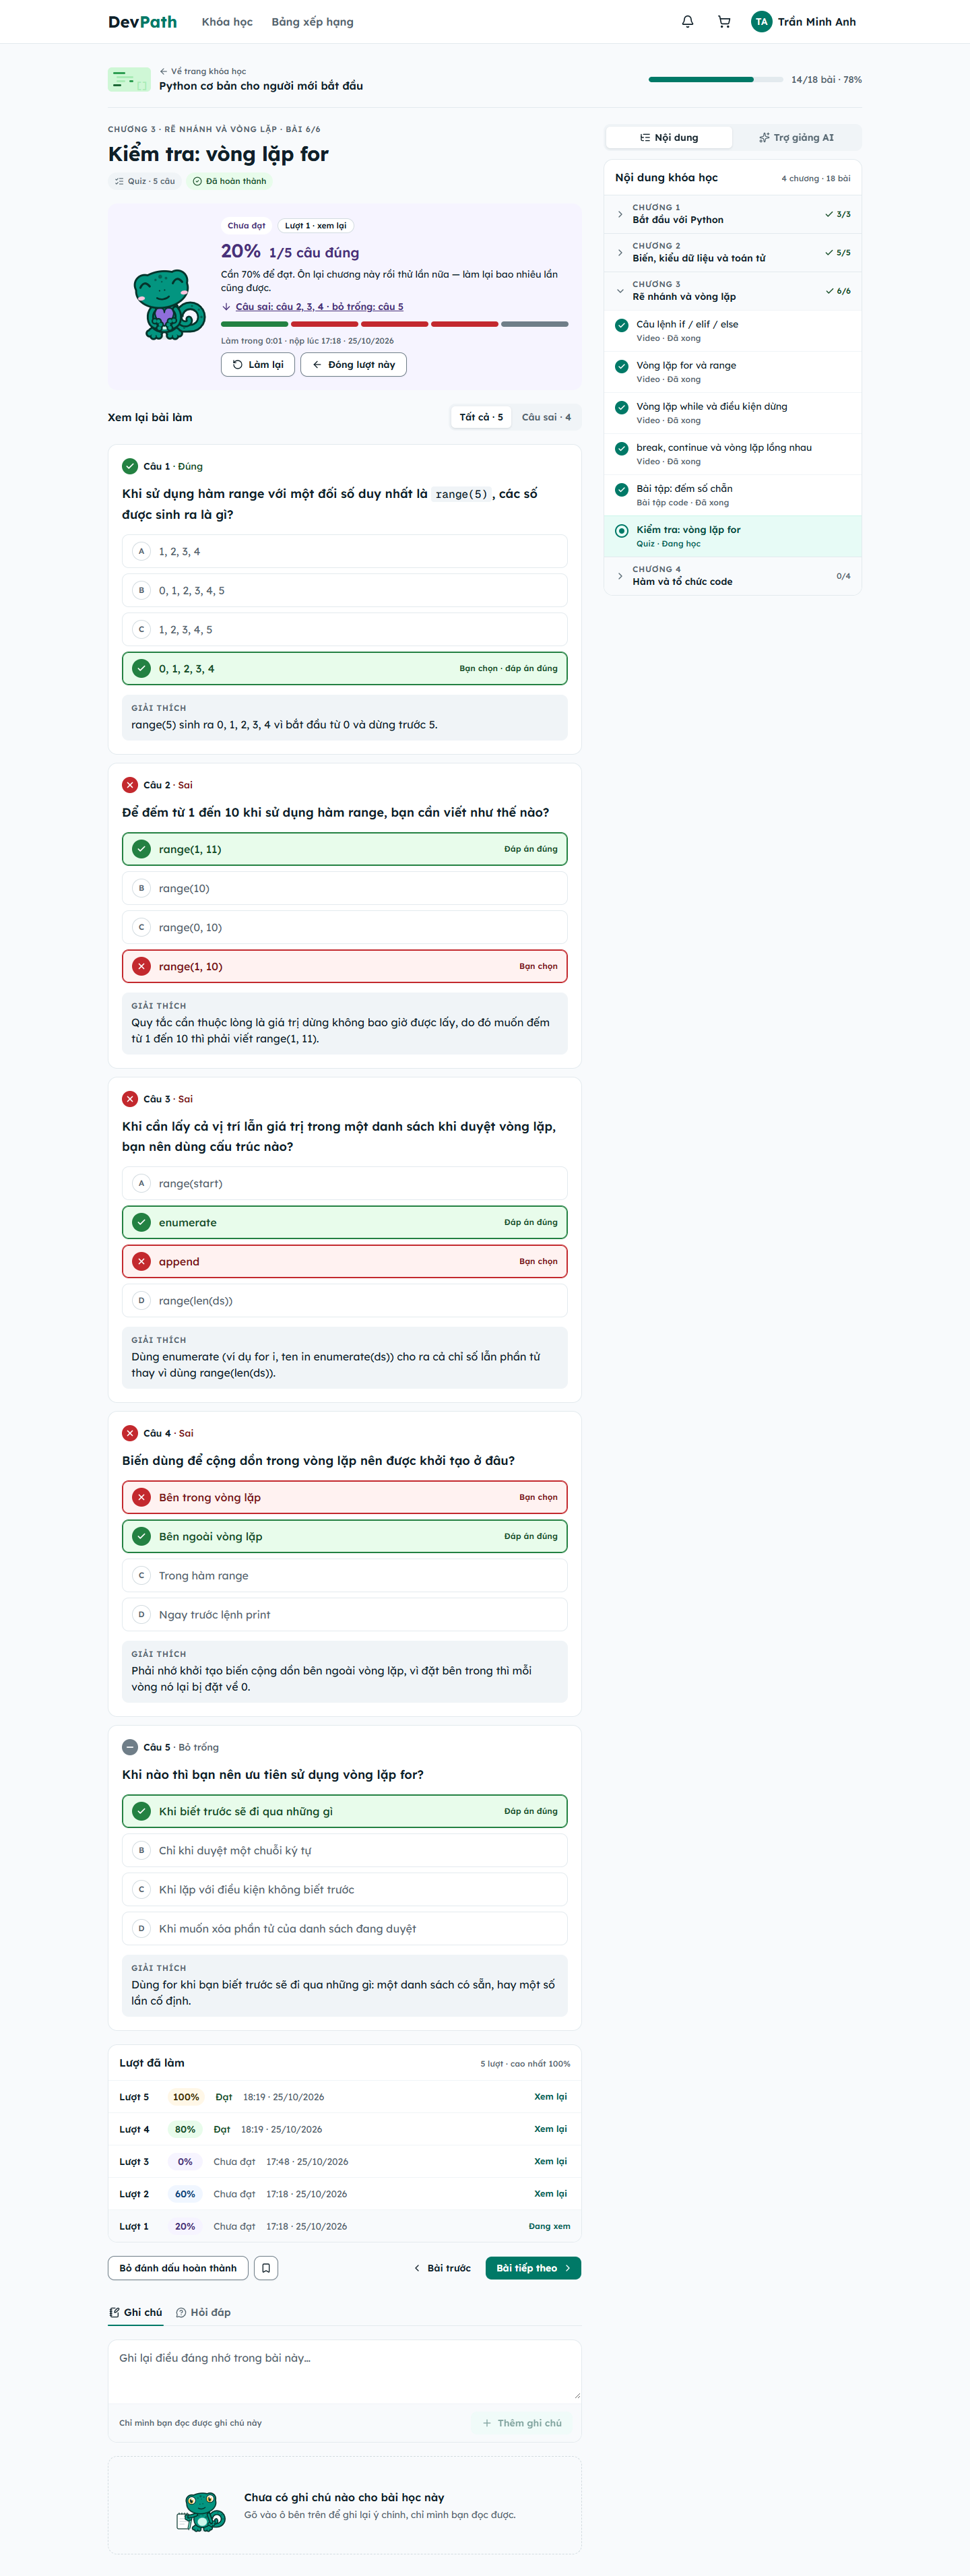 DevPath
Khóa học
Bảng xếp hạng
TA
Trần Minh Anh
Về trang khóa học
Python cơ bản cho người mới bắt đầu
14/18 bài · 78%
CHƯƠNG 3 · RẼ NHÁNH VÀ VÒNG LẶP · BÀI 6/6
Kiểm tra: vòng lặp for
Quiz · 5 câu
Đã hoàn thành
Chưa đạt
Lượt 1 · xem lại
20% 1/5 câu đúng
Cần 70% để đạt. Ôn lại chương này rồi thử lần nữa — làm lại bao nhiêu lần
cũng được.
Câu sai: câu 2, 3, 4 · bỏ trống: câu 5
Làm trong 0:01 · nộp lúc 17:18 · 25/10/2026
Làm lại
Đóng lượt này
Xem lại bài làm
Tất cả · 5
Câu sai · 4
Câu 1 · Đúng
Khi sử dụng hàm range với một đối số duy nhất là range(5), các số
được sinh ra là gì?
A 1, 2, 3, 4
B 0, 1, 2, 3, 4, 5
C 1, 2, 3, 4, 5
0, 1, 2, 3, 4 Bạn chọn · đáp án đúng
GIẢI THÍCH
range(5) sinh ra 0, 1, 2, 3, 4 vì bắt đầu từ 0 và dừng trước 5.
Câu 2 · Sai
Để đếm từ 1 đến 10 khi sử dụng hàm range, bạn cần viết như thế nào?
range(1, 11) Đáp án đúng
B range(10)
C range(0, 10)
range(1, 10) Bạn chọn
GIẢI THÍCH
Quy tắc cần thuộc lòng là giá trị dừng không bao giờ được lấy, do đó muốn đếm
từ 1 đến 10 thì phải viết range(1, 11).
Câu 3 · Sai
Khi cần lấy cả vị trí lẫn giá trị trong một danh sách khi duyệt vòng lặp,
bạn nên dùng cấu trúc nào?
A range(start)
enumerate Đáp án đúng
append Bạn chọn
D range(len(ds))
GIẢI THÍCH
Dùng enumerate (ví dụ for i, ten in enumerate(ds)) cho ra cả chỉ số lẫn phần tử
thay vì dùng range(len(ds)).
Câu 4 · Sai
Biến dùng để cộng dồn trong vòng lặp nên được khởi tạo ở đâu?
Bên trong vòng lặp Bạn chọn
Bên ngoài vòng lặp Đáp án đúng
C Trong hàm range
D Ngay trước lệnh print
GIẢI THÍCH
Phải nhớ khởi tạo biến cộng dồn bên ngoài vòng lặp, vì đặt bên trong thì mỗi
vòng nó lại bị đặt về 0.
Câu 5 · Bỏ trống
Khi nào thì bạn nên ưu tiên sử dụng vòng lặp for?
Khi biết trước sẽ đi qua những gì Đáp án đúng
B Chỉ khi duyệt một chuỗi ký tự
C Khi lặp với điều kiện không biết trước
D Khi muốn xóa phần tử của danh sách đang duyệt
GIẢI THÍCH
Dùng for khi bạn biết trước sẽ đi qua những gì: một danh sách có sẵn, hay một số
lần cố định.
Lượt đã làm
5 lượt · cao nhất 100%
Lượt 5 100% Đạt 18:19 · 25/10/2026 Xem lại
Lượt 4 80% Đạt 18:19 · 25/10/2026 Xem lại
Lượt 3 0% Chưa đạt 17:48 · 25/10/2026 Xem lại
Lượt 2 60% Chưa đạt 17:18 · 25/10/2026 Xem lại
Lượt 1 20% Chưa đạt 17:18 · 25/10/2026 Đang xem
Bỏ đánh dấu hoàn thành
Bài trước
Bài tiếp theo
Ghi chú
Hỏi đáp
Ghi lại điều đáng nhớ trong bài này...
Chỉ mình bạn đọc được ghi chú này
Thêm ghi chú
Chưa có ghi chú nào cho bài học này
Gõ vào ô bên trên để ghi lại ý chính, chỉ mình bạn đọc được.
Nội dung
Trợ giảng AI
Nội dung khóa học
4 chương · 18 bài
CHƯƠNG 1
Bắt đầu với Python
3/3
CHƯƠNG 2
Biến, kiểu dữ liệu và toán tử
5/5
CHƯƠNG 3
Rẽ nhánh và vòng lặp
6/6
Câu lệnh if / elif / else
Video · Đã xong
Vòng lặp for và range
Video · Đã xong
Vòng lặp while và điều kiện dừng
Video · Đã xong
break, continue và vòng lặp lồng nhau
Video · Đã xong
Bài tập: đếm số chẵn
Bài tập code · Đã xong
Kiểm tra: vòng lặp for
Quiz · Đang học
CHƯƠNG 4
Hàm và tổ chức code
0/4